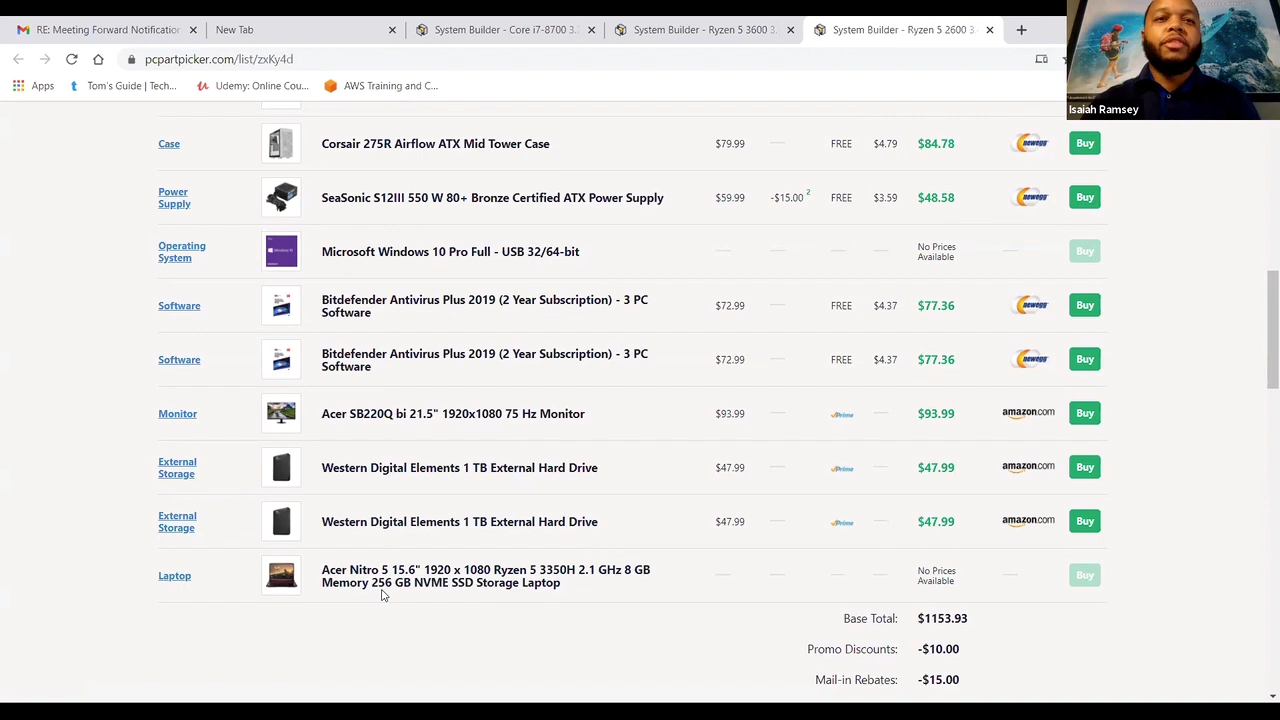 RE: Meeting Forward Notification
New Tab
System Builder - Core i7-8700 3.
System Builder - Ryzen 5 3600 3.
System Builder - Ryzen 5 2600 3.
pcpartpicker.com/list/zxKy4d
Apps
Tom's Guide | Tech...
Udemy: Online Cou...
AWS Training and C...
Isaiah Ramsey
Case Corsair 275R Airflow ATX Mid Tower Case $79.99 — FREE $4.79 $84.78 newegg Buy
Power
Supply
SeaSonic S12III 550 W 80+ Bronze Certified ATX Power Supply $59.99 -$15.00 2 FREE $3.59 $48.58 newegg Buy
Operating
System
Microsoft Windows 10 Pro Full - USB 32/64-bit — — — No Prices
Available
— Buy
Software Bitdefender Antivirus Plus 2019 (2 Year Subscription) - 3 PC
Software
$72.99 — FREE $4.37 $77.36 newegg Buy
Software Bitdefender Antivirus Plus 2019 (2 Year Subscription) - 3 PC
Software
$72.99 — FREE $4.37 $77.36 newegg Buy
Monitor Acer SB220Q bi 21.5" 1920x1080 75 Hz Monitor $93.99 — Prime — $93.99 amazon.com Buy
External
Storage
Western Digital Elements 1 TB External Hard Drive $47.99 — Prime — $47.99 amazon.com Buy
External
Storage
Western Digital Elements 1 TB External Hard Drive $47.99 — Prime — $47.99 amazon.com Buy
Laptop Acer Nitro 5 15.6" 1920 x 1080 Ryzen 5 3350H 2.1 GHz 8 GB
Memory 256 GB NVME SSD Storage Laptop
— — — — No Prices
Available
— Buy
Base Total: $1153.93
Promo Discounts: -$10.00
Mail-in Rebates: -$15.00